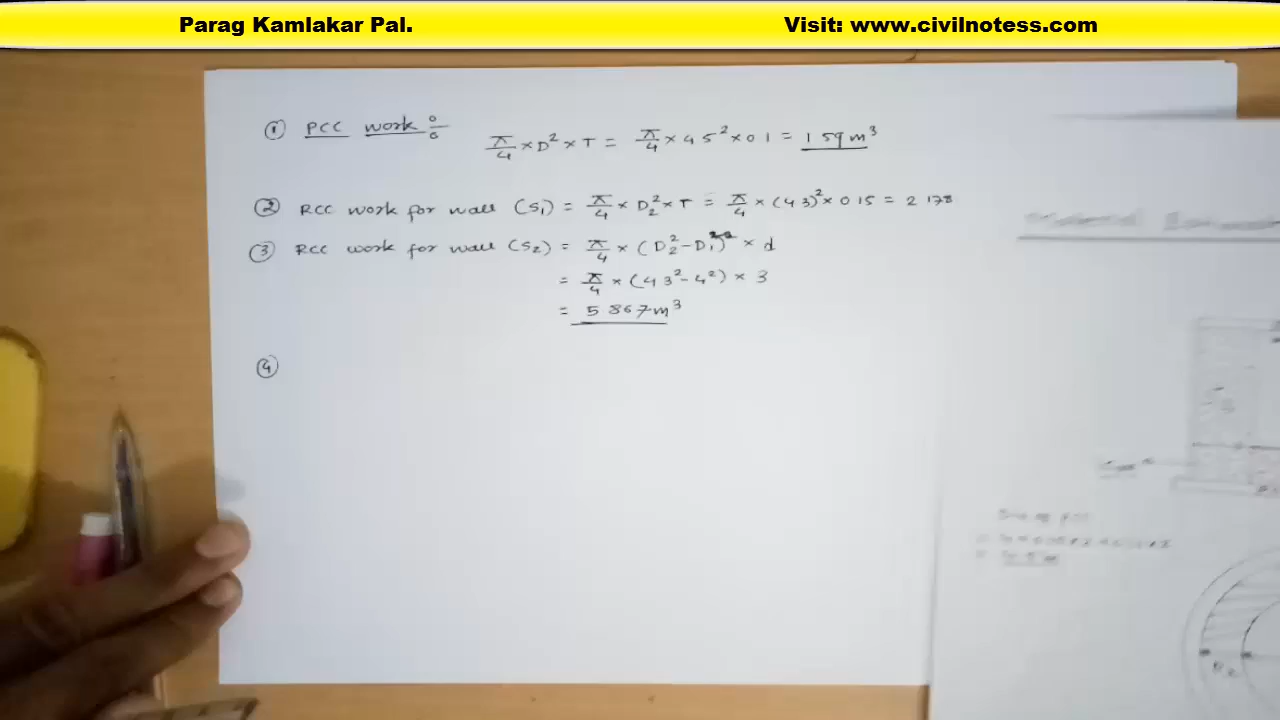 Parag Kamlakar Pal. Visit: www.civilnotess.com
① PCC work :- π/4 × D² × T = π/4 × 4.5² × 0.1 = 1.59 m³
② RCC work for wall (S₁) = π/4 × D₂² × T = π/4 × (4.3)² × 0.15 = 2.178
③ RCC work for wall (S₂) = π/4 × (D₂² - D₁²) × d
= π/4 × (4.3² - 4²) × 3
= 5.867 m³
④